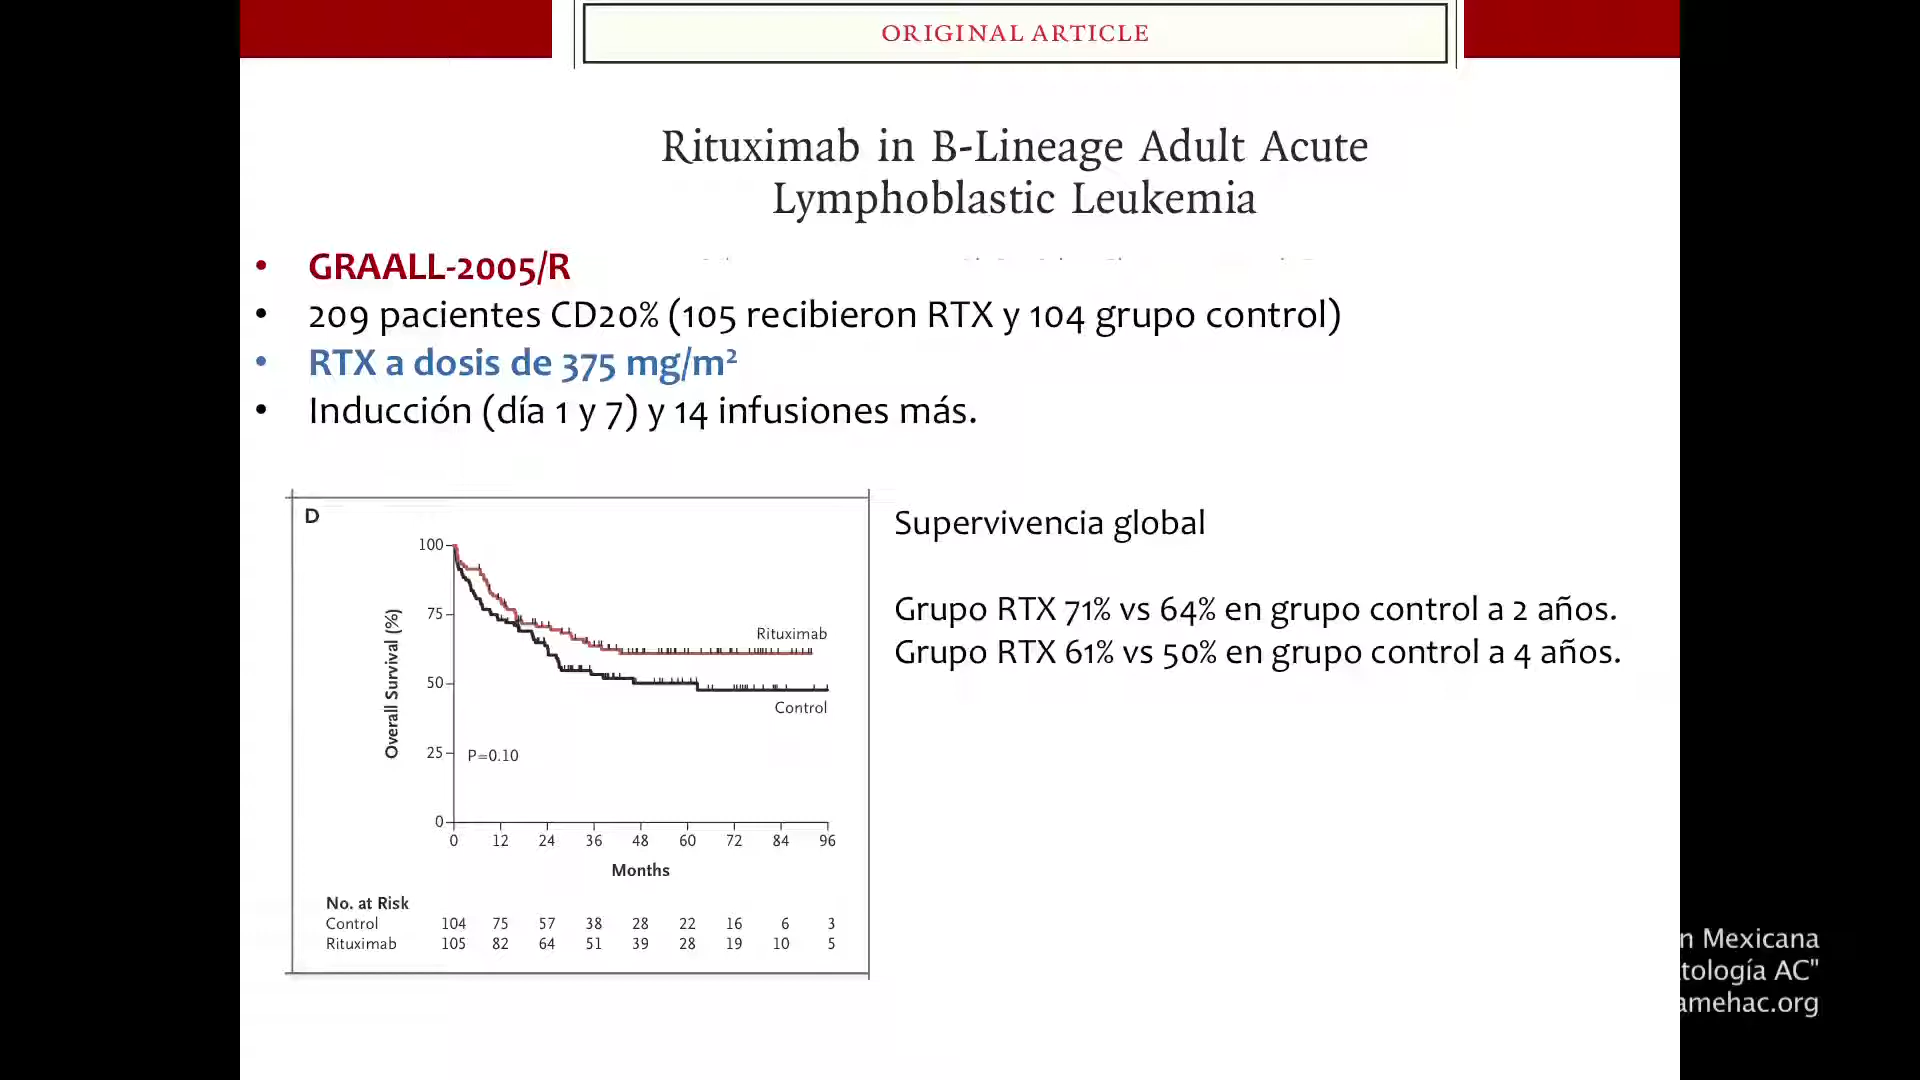 ORIGINAL ARTICLE
Rituximab in B-Lineage Adult Acute
Lymphoblastic Leukemia
• GRAALL-2005/R
• 209 pacientes CD20% (105 recibieron RTX y 104 grupo control)
• RTX a dosis de 375 mg/m²
• Inducción (día 1 y 7) y 14 infusiones más.
D
100
75
50
25
0
Overall Survival (%)
Rituximab
Control
P=0.10
0 12 24 36 48 60 72 84 96
Months
No. at Risk
Control 104 75 57 38 28 22 16 6 3
Rituximab 105 82 64 51 39 28 19 10 5
Supervivencia global
Grupo RTX 71% vs 64% en grupo control a 2 años.
Grupo RTX 61% vs 50% en grupo control a 4 años.
n Mexicana
tología AC"
amehac.org